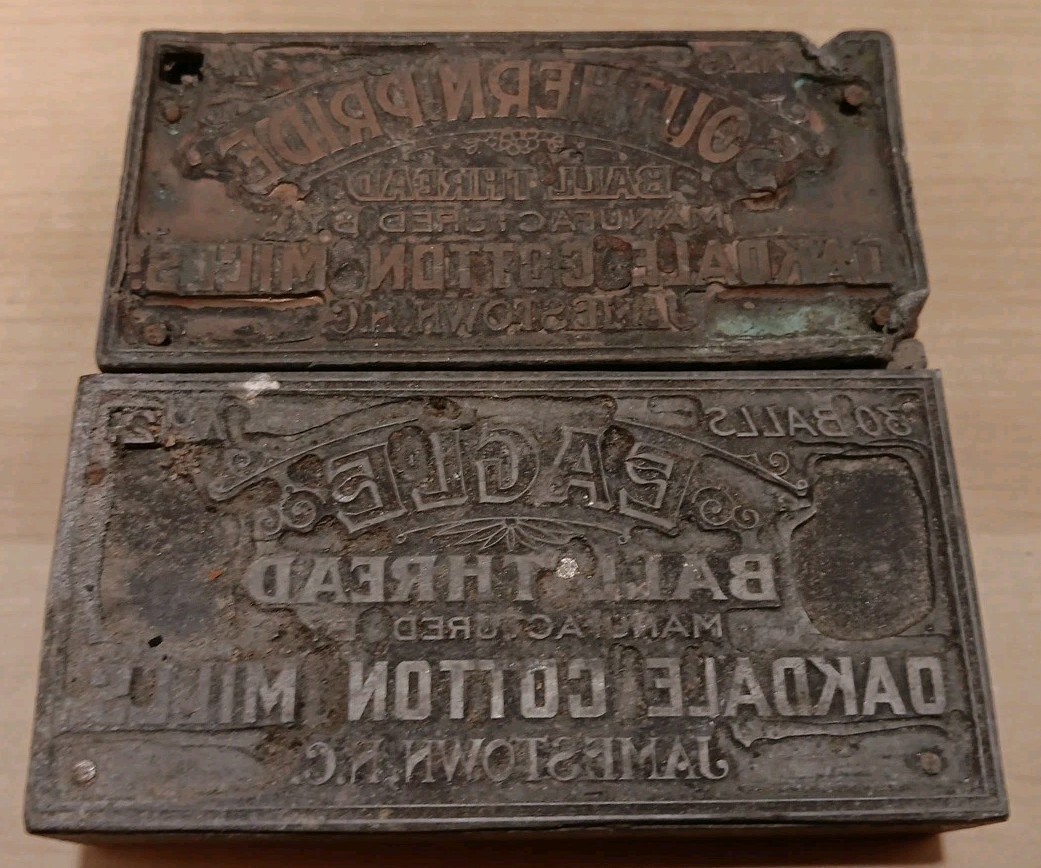 SOUTHERN PRIDE
BALL THREAD
MANUFACTURED BY
OAKDALE COTTON MILLS
JAMESTOWN, N.C.
30 BALLS
EAGLE
BALL THREAD
MANUFACTURED
OAKDALE COTTON MILLS
JAMESTOWN, N.C.